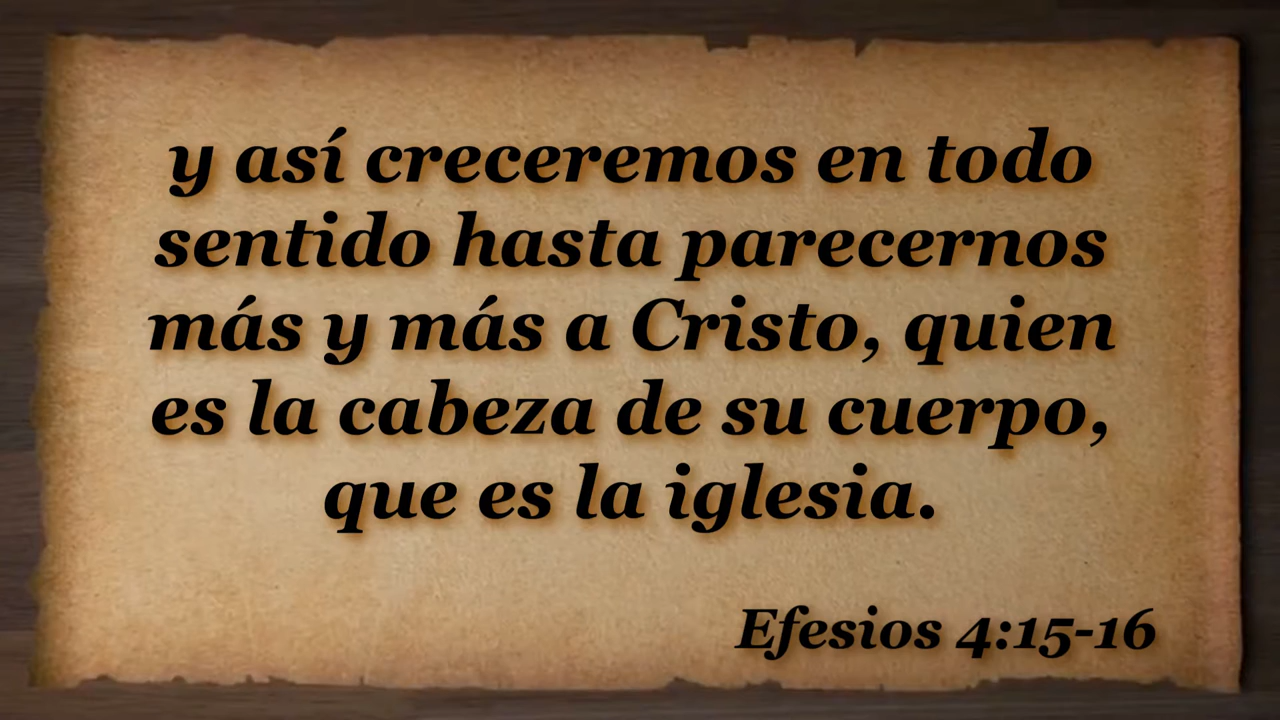 y así creceremos en todo
sentido hasta parecernos
más y más a Cristo, quien
es la cabeza de su cuerpo,
que es la iglesia.
Efesios 4:15-16